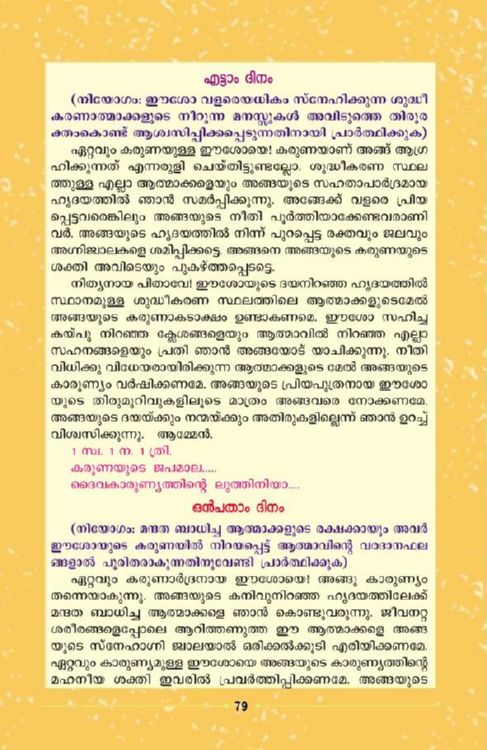 എട്ടാം ദിനം
(നിയോഗം: ഈശോ വളരെയധികം സ്നേഹിക്കുന്ന ശുദ്ധീ
കരണാത്മാക്കളുടെ നീറുന്ന മനസ്സുകൾ അവിടുത്തെ തിരുര
ക്തംകൊണ്ട് ആശ്വസിപ്പിക്കപ്പെടുന്നതിനായി പ്രാർത്ഥിക്കുക)
ഏറ്റവും കരുണയുള്ള ഈശോയെ! കരുണയാണ് അങ്ങ് ആഗ്ര
ഹിക്കുന്നത് എന്നരുളി ചെയ്തിട്ടുണ്ടല്ലോ. ശുദ്ധീകരണ സ്ഥല
ത്തുള്ള എല്ലാ ആത്മാക്കളെയും അങ്ങയുടെ സഹതാപാർദ്രമായ
ഹൃദയത്തിൽ ഞാൻ സമർപ്പിക്കുന്നു. അങ്ങേക്ക് വളരെ പ്രിയ
പ്പെട്ടവരെങ്കിലും അങ്ങയുടെ നീതി പൂർത്തിയാക്കേണ്ടവരാണി
വർ. അങ്ങയുടെ ഹൃദയത്തിൽ നിന്ന് പുറപ്പെട്ട രക്തവും ജലവും
അഗ്നിജ്വാലകളെ ശമിപ്പിക്കട്ടെ. അങ്ങനെ അങ്ങയുടെ കരുണയുടെ
ശക്തി അവിടെയും പുകഴ്ത്തപ്പെടട്ടെ.
നിത്യനായ പിതാവേ! ഈശോയുടെ ദയനിറഞ്ഞ ഹൃദയത്തിൽ
സ്ഥാനമുള്ള ശുദ്ധീകരണ സ്ഥലത്തിലെ ആത്മാക്കളുടെമേൽ
അങ്ങയുടെ കരുണാകടാക്ഷം ഉണ്ടാകണമെ. ഈശോ സഹിച്ച
കയ്പു നിറഞ്ഞ ക്ലേശങ്ങളെയും ആത്മാവിൽ നിറഞ്ഞ എല്ലാ
സഹനങ്ങളെയും പ്രതി ഞാൻ അങ്ങയോട് യാചിക്കുന്നു. നീതി
വിധിക്കു വിധേയരായിരിക്കുന്ന ആത്മാക്കളുടെ മേൽ അങ്ങയുടെ
കാരുണ്യം വർഷിക്കണമേ. അങ്ങയുടെ പ്രിയപുത്രനായ ഈശോ
യുടെ തിരുമുറിവുകളിലൂടെ മാത്രം അങ്ങവരെ നോക്കണമേ.
അങ്ങയുടെ ദയയ്ക്കും നന്മയ്ക്കും അതിരുകളില്ലെന്ന് ഞാൻ ഉറച്ച്
വിശ്വസിക്കുന്നു. ആമ്മേൻ.
1 സ്വ. 1 ന. 1 ത്രി.
കരുണയുടെ ജപമാല.....
ദൈവകാരുണ്യത്തിന്റെ ലുത്തിനിയാ....
ഒൻപതാം ദിനം
(നിയോഗം: മന്ദത ബാധിച്ച ആത്മാക്കളുടെ രക്ഷക്കായും അവർ
ഈശോയുടെ കരുണയിൽ നിറയപ്പെട്ട് ആത്മാവിന്റെ വരദാനഫല
ങ്ങളാൽ പൂരിതരാകുന്നതിനുവേണ്ടി പ്രാർത്ഥിക്കുക)
ഏറ്റവും കരുണാർദ്രനായ ഈശോയെ! അങ്ങു കാരുണ്യം
തന്നെയാകുന്നു. അങ്ങയുടെ കനിവുനിറഞ്ഞ ഹൃദയത്തിലേക്ക്
മന്ദത ബാധിച്ച ആത്മാക്കളെ ഞാൻ കൊണ്ടുവരുന്നു. ജീവനറ്റ
ശരീരങ്ങളെപ്പോലെ ആറിത്തണുത്ത ഈ ആത്മാക്കളെ അങ്ങ
യുടെ സ്നേഹാഗ്നി ജ്വാലയാൽ ഒരിക്കൽക്കൂടി എരിയിക്കണമേ.
ഏറ്റവും കാരുണ്യമുള്ള ഈശോയെ അങ്ങയുടെ കാരുണ്യത്തിന്റെ
മഹനീയ ശക്തി ഇവരിൽ പ്രവർത്തിപ്പിക്കണമേ. അങ്ങയുടെ
79